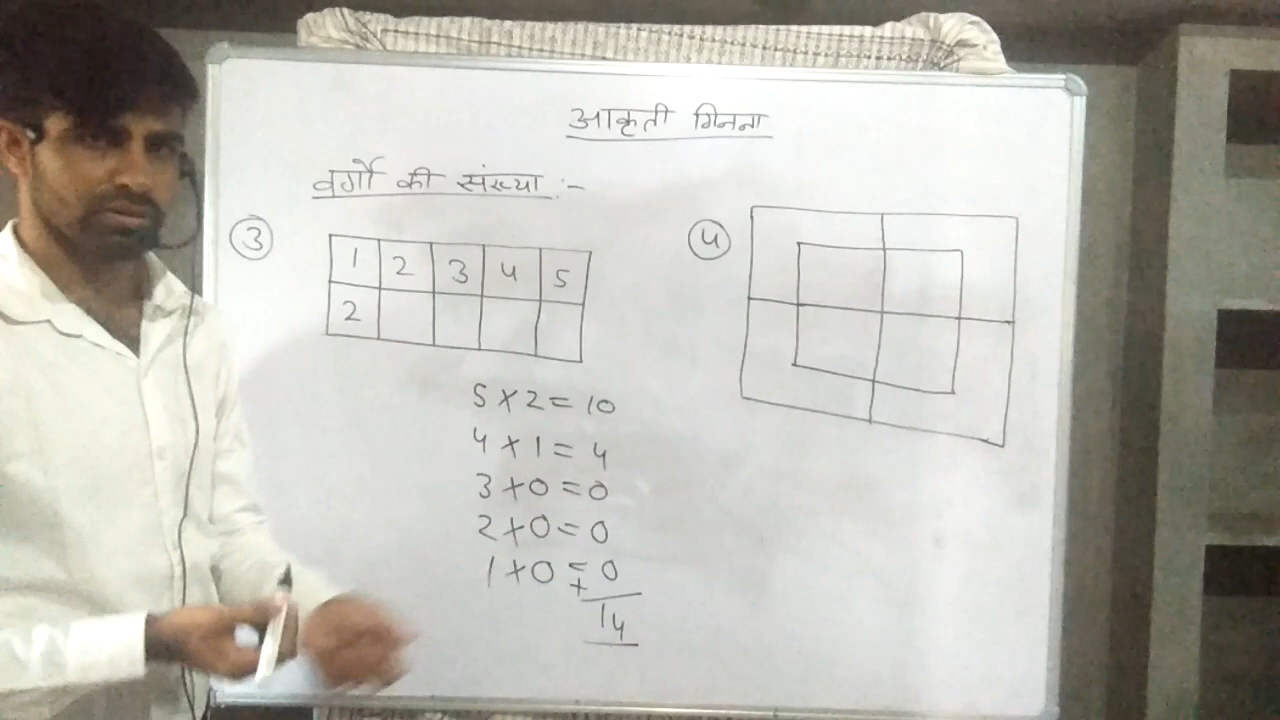 आकृती गिनना
वर्गो की संख्या :-
3
1 2 3 4 5
2
5 × 2 = 10
4 × 1 = 4
3 × 0 = 0
2 × 0 = 0
1 × 0 = 0
+
14
4